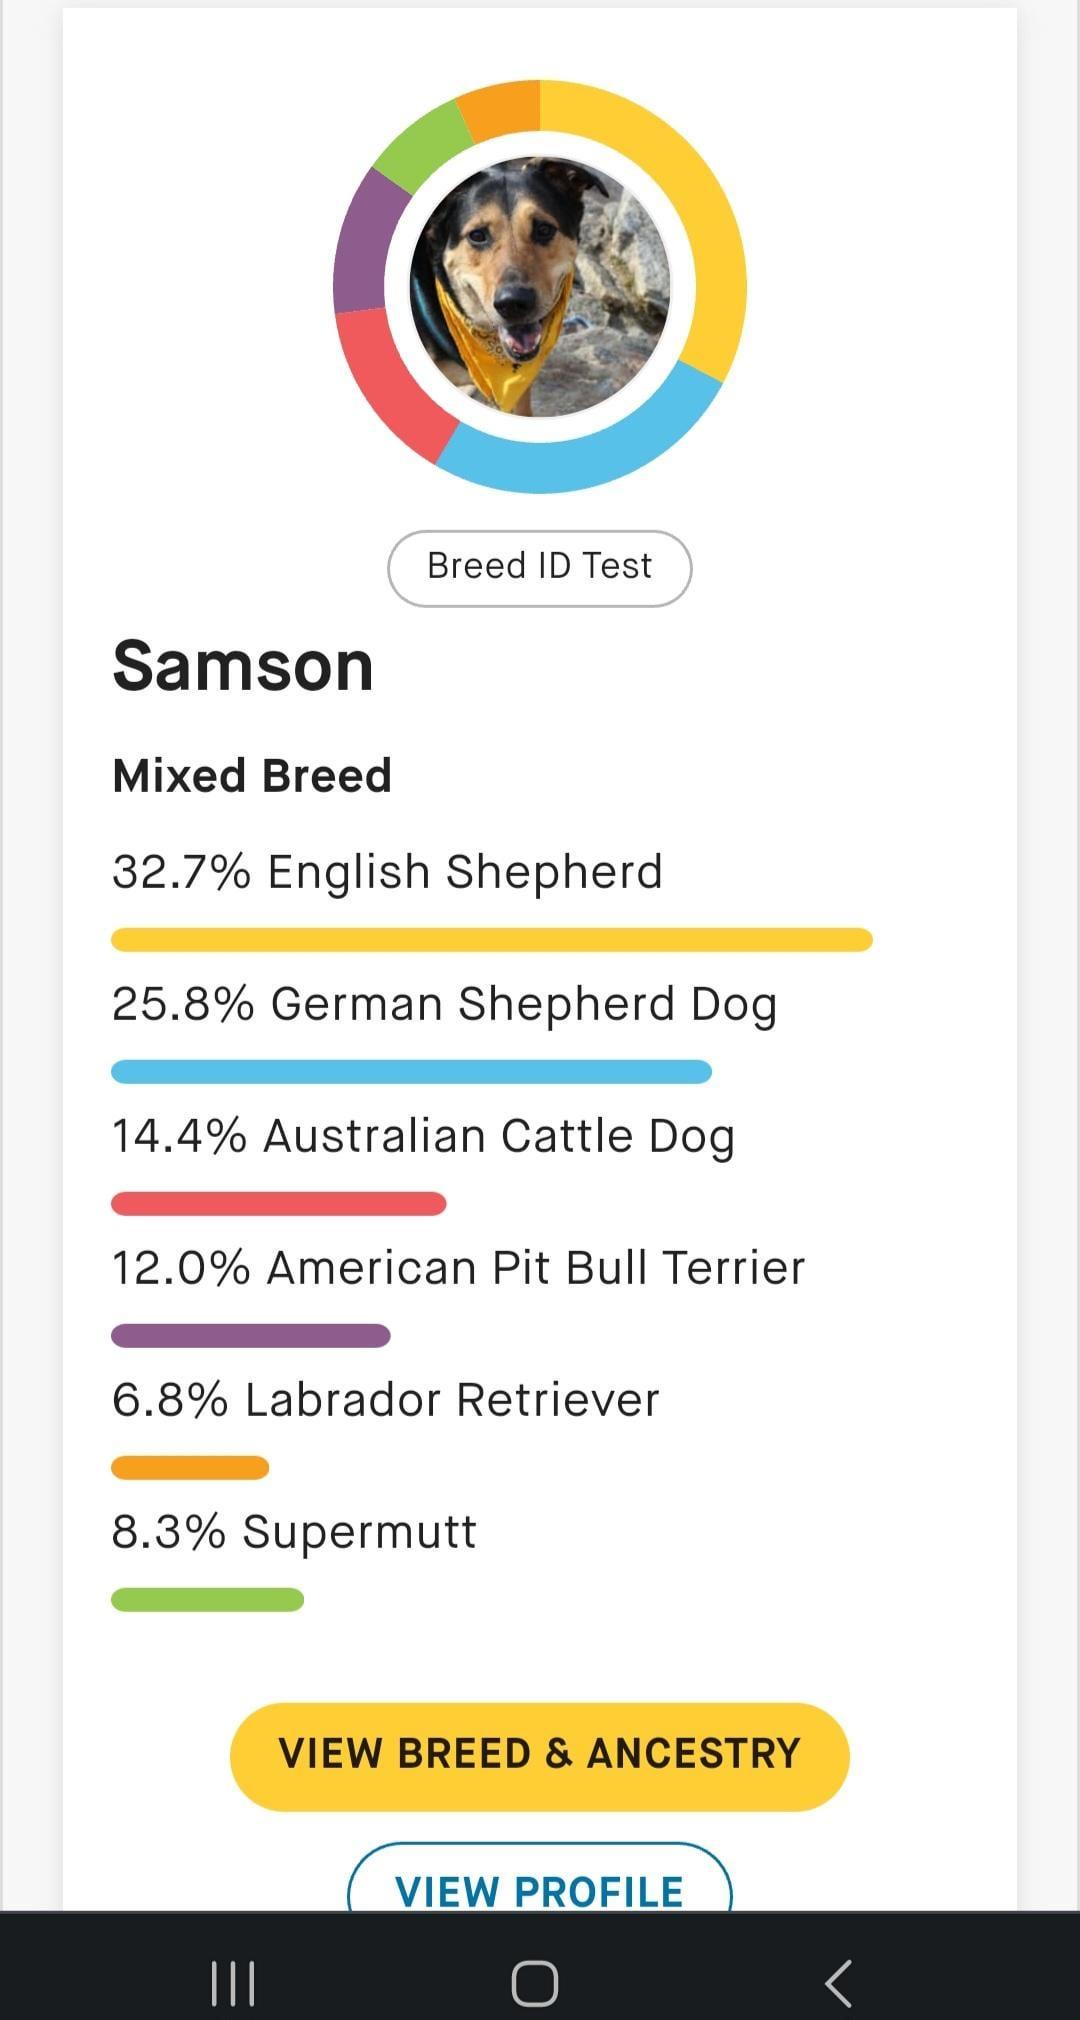 Breed ID Test
Samson
Mixed Breed
32.7% English Shepherd
25.8% German Shepherd Dog
14.4% Australian Cattle Dog
12.0% American Pit Bull Terrier
6.8% Labrador Retriever
8.3% Supermutt
VIEW BREED & ANCESTRY
VIEW PROFILE